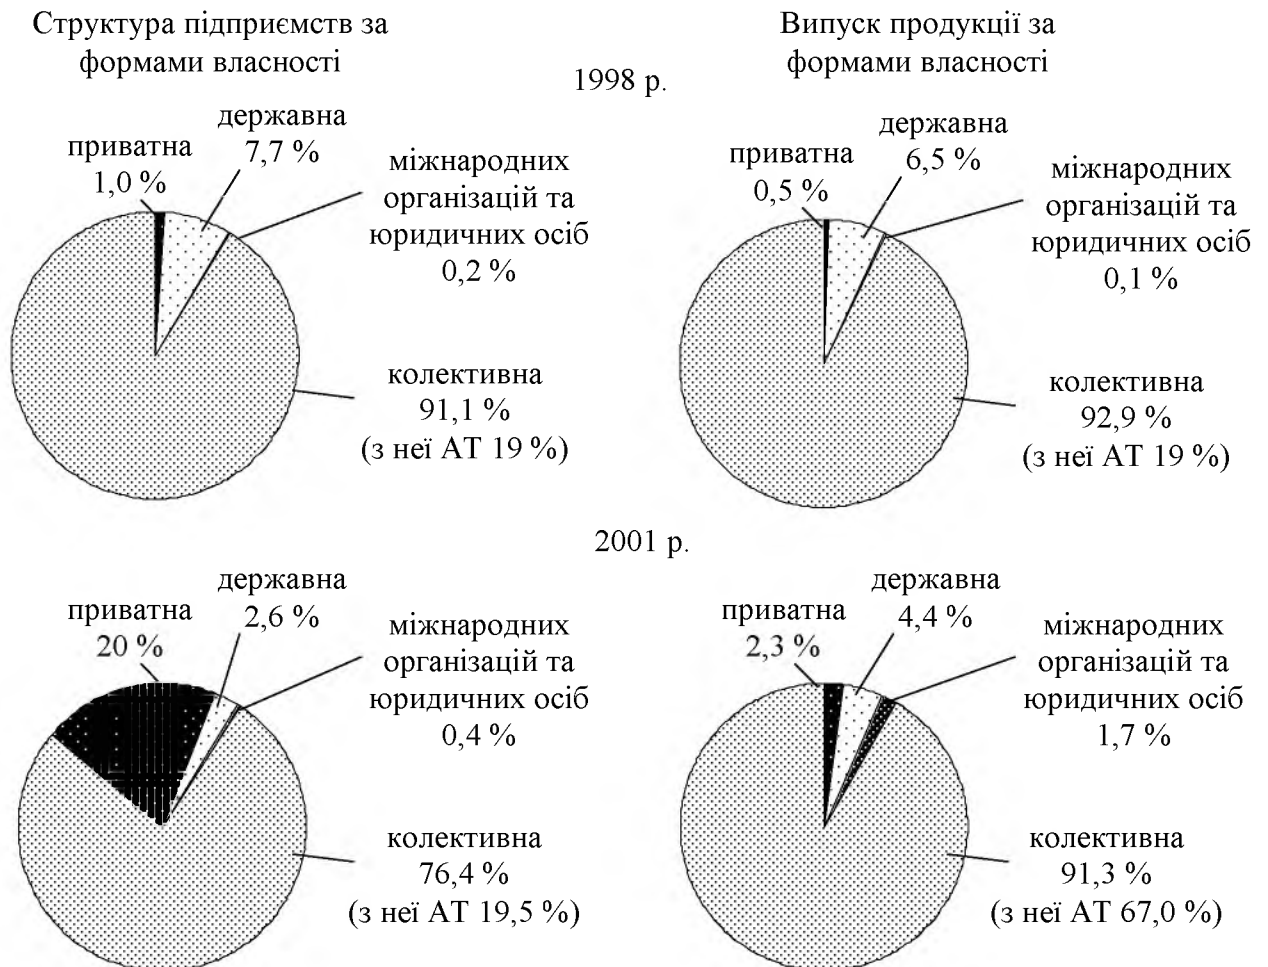 Структура підприємств за
формами власності
Випуск продукції за
формами власності
1998 р.
приватна
1,0 %
державна
7,7 %
міжнародних
організацій та
юридичних осіб
0,2 %
колективна
91,1 %
(з неї АТ 19 %)
приватна
0,5 %
державна
6,5 %
міжнародних
організацій та
юридичних осіб
0,1 %
колективна
92,9 %
(з неї АТ 19 %)
2001 р.
приватна
20 %
державна
2,6 %
міжнародних
організацій та
юридичних осіб
0,4 %
колективна
76,4 %
(з неї АТ 19,5 %)
приватна
2,3 %
державна
4,4 %
міжнародних
організацій та
юридичних осіб
1,7 %
колективна
91,3 %
(з неї АТ 67,0 %)